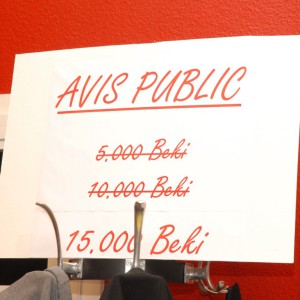 AVIS PUBLIC
5,000 Beki
10,000 Beki
15,000 Beki